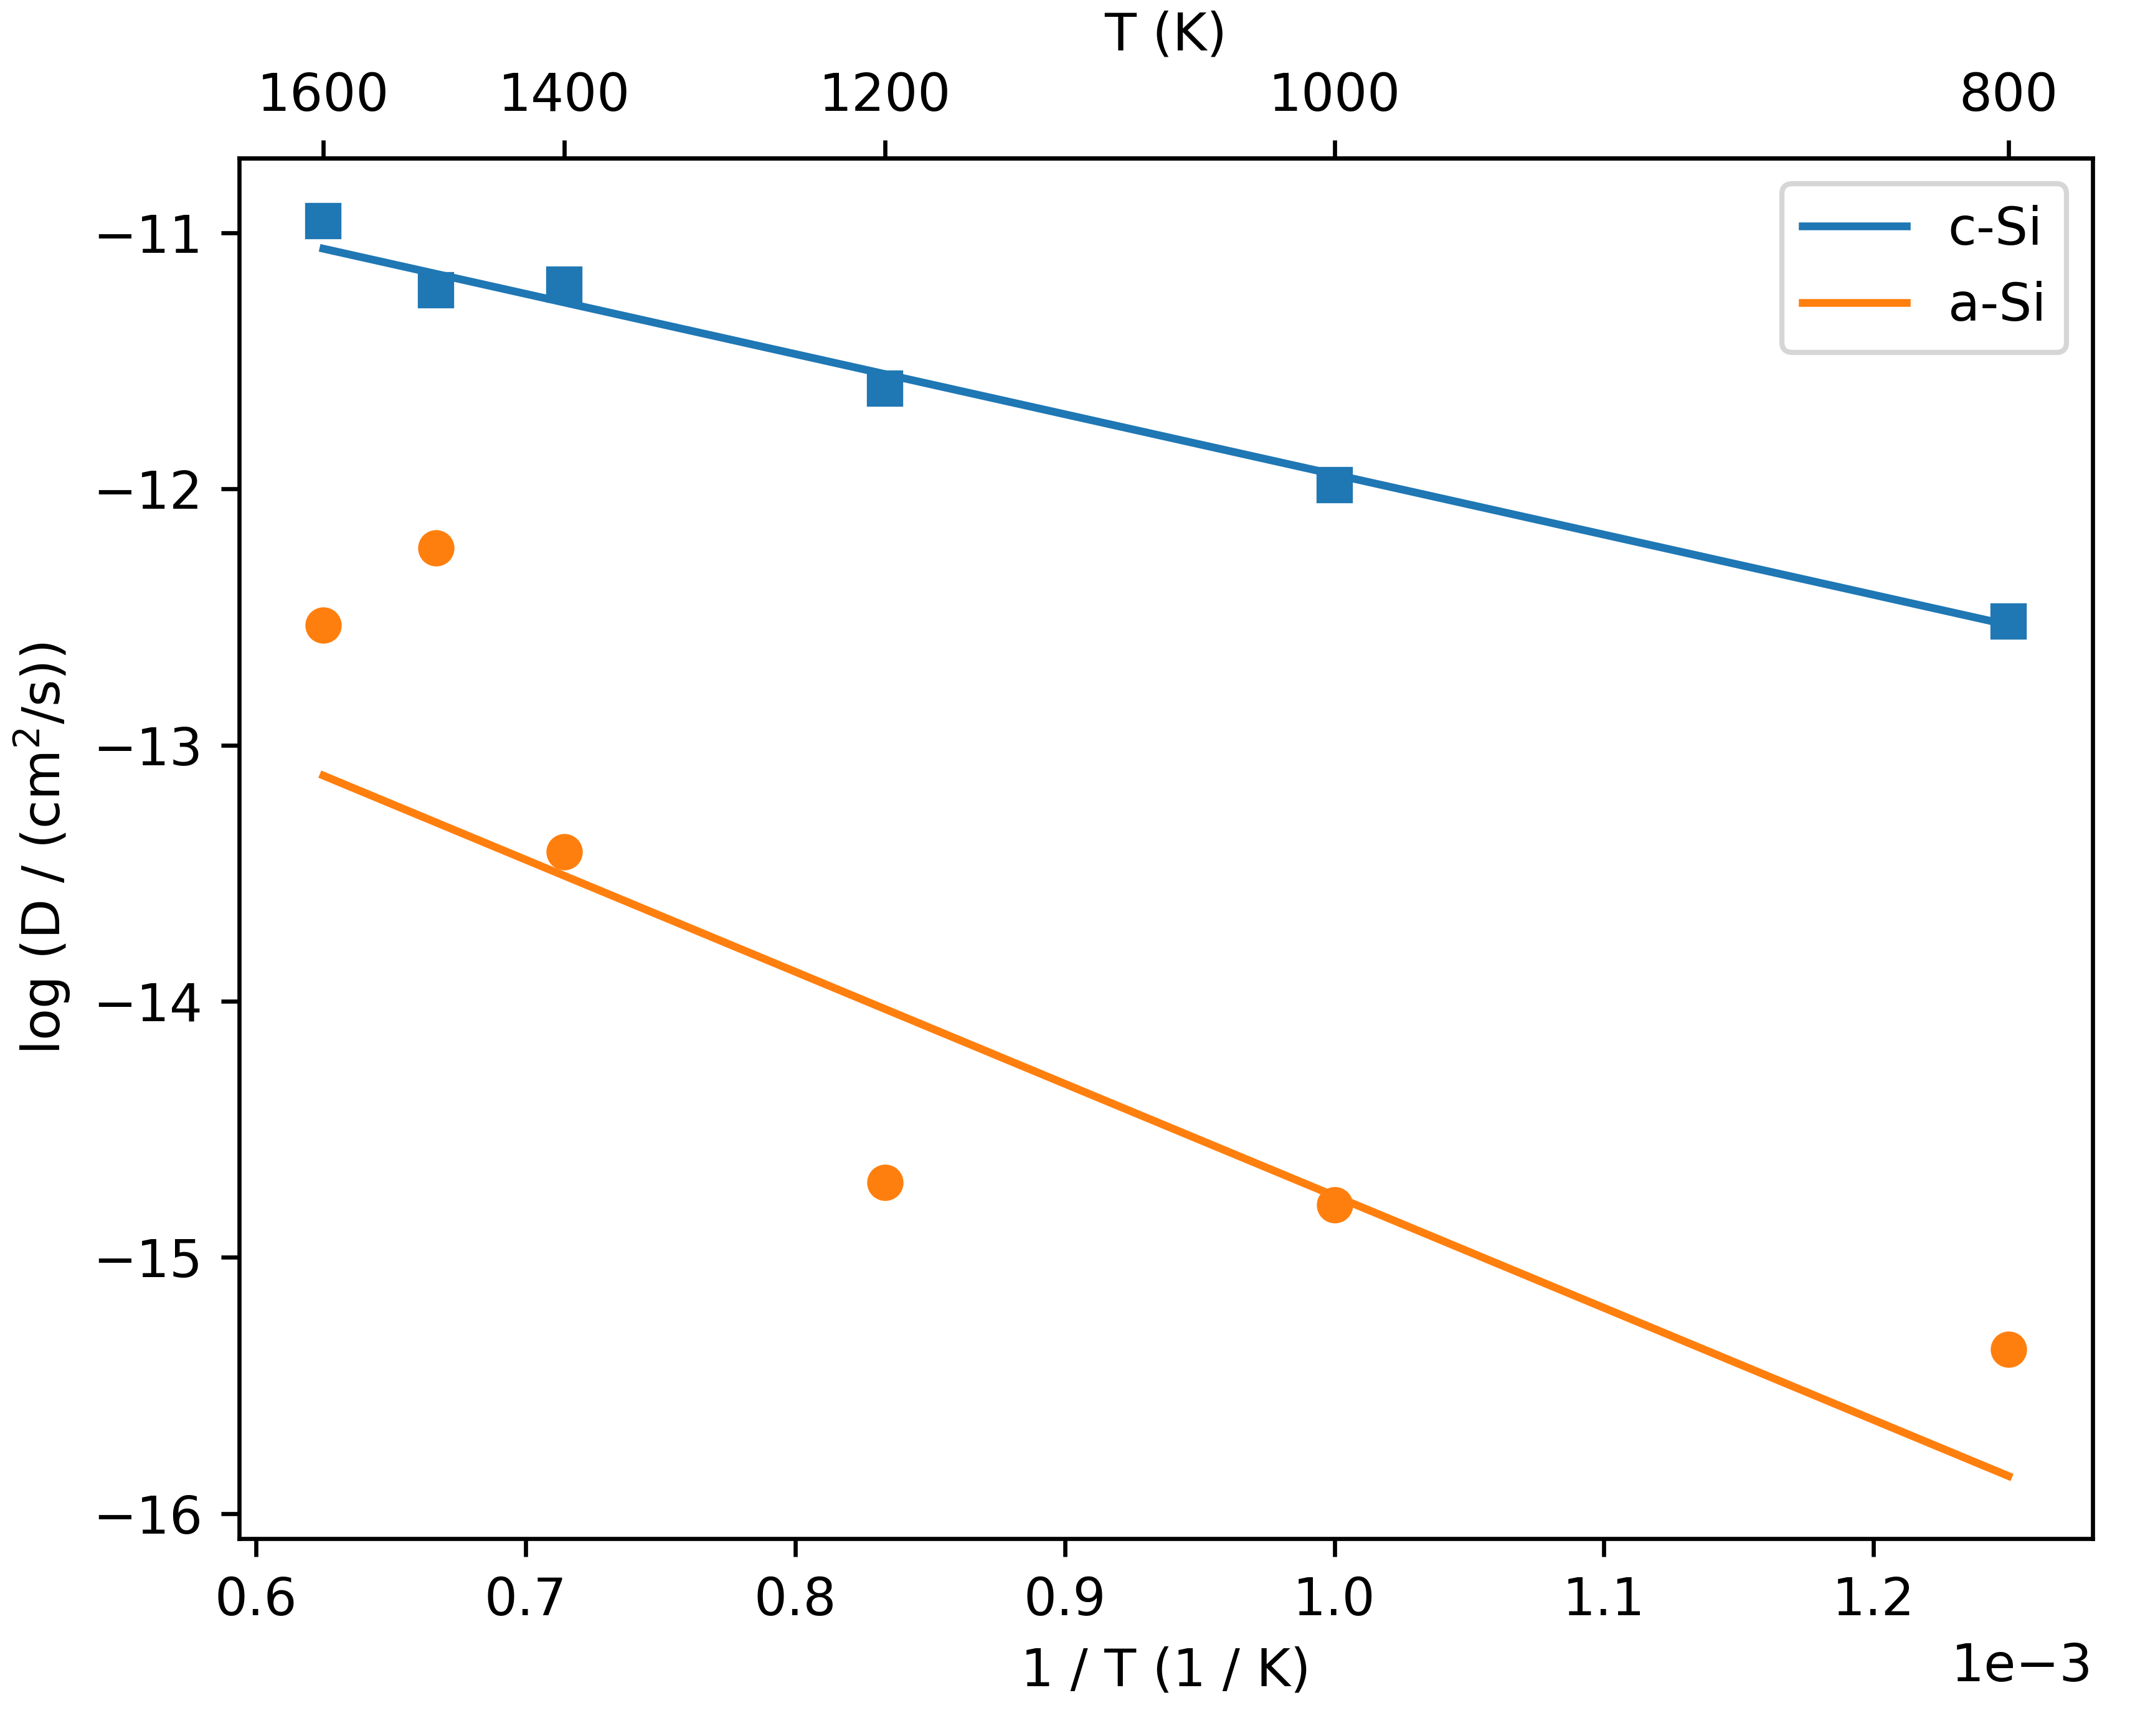 T (K)
1600 1400 1200 1000 800
c-Si
a-Si
−11
−12
−13
−14
−15
−16
log (D / (cm²/s))
0.6 0.7 0.8 0.9 1.0 1.1 1.2
1e−3
1 / T (1 / K)